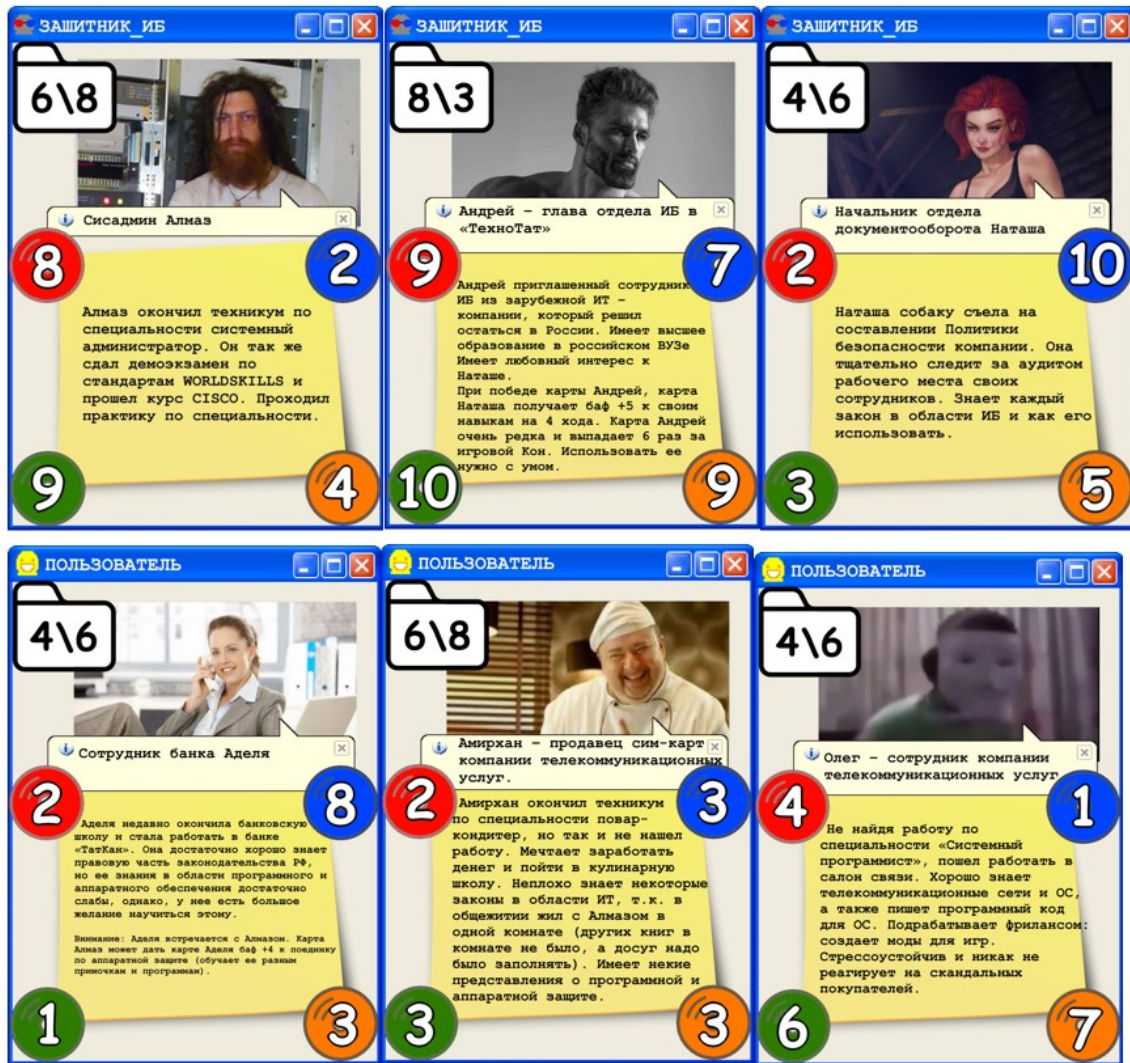 ЗАШИТНИК_ИБ
6\8
Сисадмин Алмаз
8
2
Алмаз окончил техникум по
специальности системный
администратор. Он так же
сдал демоэкзамен по
стандартам WORLDSKILLS и
прошел курс CISCO. Проходил
практику по специальности.
9
4
ЗАШИТНИК_ИБ
8\3
Андрей – глава отдела ИБ в
«ТехноТат»
9
7
Андрей приглашенный сотрудник
ИБ из зарубежной ИТ –
компании, который решил
остаться в России. Имеет высшее
образование в российском ВУЗе
Имеет любовный интерес к
Наташе.
При победе карты Андрей, карта
Наташа получает баф +5 к своим
навыкам на 4 хода. Карта Андрей
очень редка и выпадает 6 раз за
игровой Кон. Использовать ее
нужно с умом.
10
9
ЗАШИТНИК_ИБ
4\6
Начальник отдела
документооборота Наташа
2
10
Наташа собаку съела на
составлении Политики
безопасности компании. Она
тщательно следит за аудитом
рабочего места своих
сотрудников. Знает каждый
закон в области ИБ и как его
использовать.
3
5
ПОЛЬЗОВАТЕЛЬ
4\6
Сотрудник банка Аделя
2
8
Аделя недавно окончила банковскую
школу и стала работать в банке
«ТатКан». Она достаточно хорошо знает
правовую часть законодательства РФ,
но ее знания в области программного и
аппаратного обеспечения достаточно
слабы, однако, у нее есть большое
желание научиться этому.
Внимание: Аделя встречается с Алмазом. Карта
Алмаз может дать карте Аделя баф +4 к поединку
по аппаратной защите (обучает ее разным
примочкам и программам).
1
3
ПОЛЬЗОВАТЕЛЬ
6\8
Амирхан – продавец сим-карт
компании телекоммуникационных
услуг.
2
3
Амирхан окончил техникум
по специальности повар-
кондитер, но так и не нашел
работу. Мечтает заработать
денег и пойти в кулинарную
школу. Неплохо знает некоторые
законы в области ИТ, т.к. в
общежитии жил с Алмазом в
одной комнате (других книг в
комнате не было, а досуг надо
было заполнять). Имеет некие
представления о программной и
аппаратной защите.
3
3
ПОЛЬЗОВАТЕЛЬ
4\6
Олег – сотрудник компании
телекоммуникационных услуг
4
1
Не найдя работу по
специальности «Системный
программист», пошел работать в
салон связи. Хорошо знает
телекоммуникационные сети и ОС,
а также пишет программный код
для ОС. Подрабатывает фрилансом:
создает моды для игр.
Стрессоустойчив и никак не
реагирует на скандальных
покупателей.
6
7